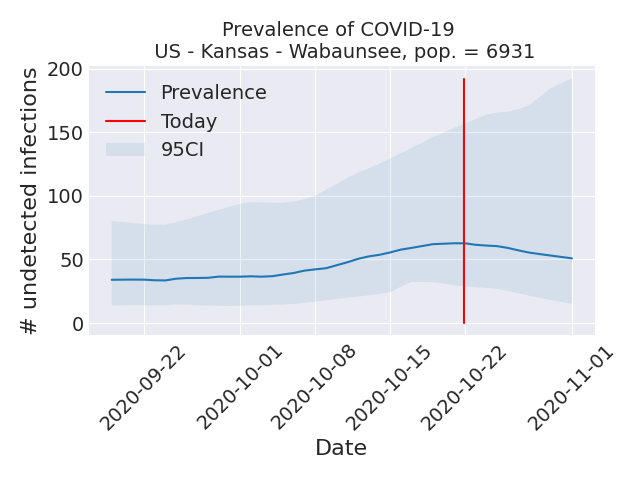 Prevalence of COVID-19
US - Kansas - Wabaunsee, pop. = 6931
200
150
100
50
0
# undetected infections
Prevalence
Today
95CI
2020-09-22
2020-10-01
2020-10-08
2020-10-15
2020-10-22
2020-11-01
Date